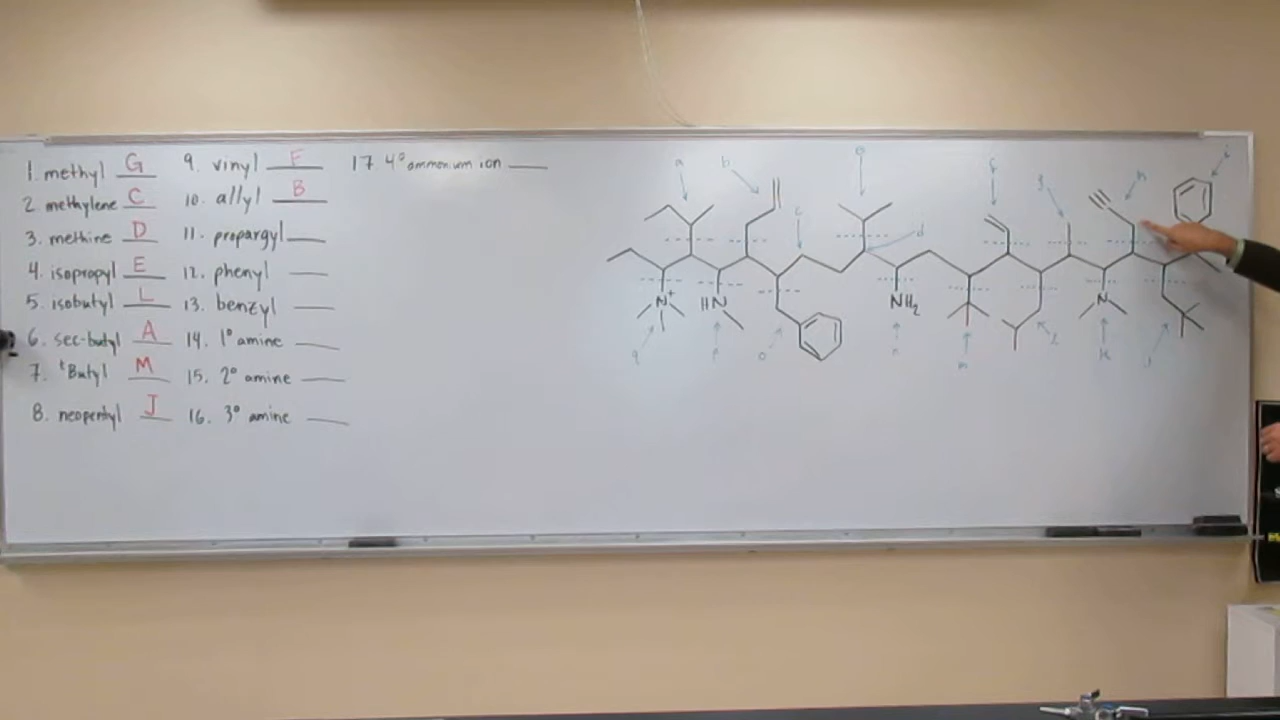 1. methyl G
2 methylene C
3. methine D
4. isopropyl E
5. isobutyl L
6. sec-butyl A
7. tButyl M
8. neopentyl J
9. vinyl F
10. allyl B
11. propargyl
12. phenyl
13. benzyl
14. 1° amine
15. 2° amine
16. 3° amine
17. 4° ammonium ion
a
b
c
e
d
f
g
h
i
N+
HN
NH2
N
q
p
o
n
m
l
k
j